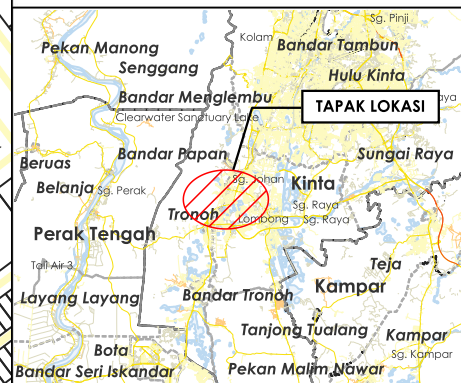 Sg. Pinji
Kolam
Pekan Manong
Bandar Tambun
Senggang
Hulu Kinta
Bandar Menglembu
TAPAK LOKASI
Clearwater Sanctuary Lake
Bandar Papan
Sungai Raya
Beruas
Belanja
Sg. Perak
Sg. Johan
Kinta
Sg. Raya
Tronoh
Lombong
Sg. Raya
Perak Tengah
Tali Air 3
Teja
Kampar
Layang Layang
Bandar Tronoh
Tanjong Tualang
Kampar
Bota
Sg. Kampar
Bandar Seri Iskandar
Pekan Malim Nawar